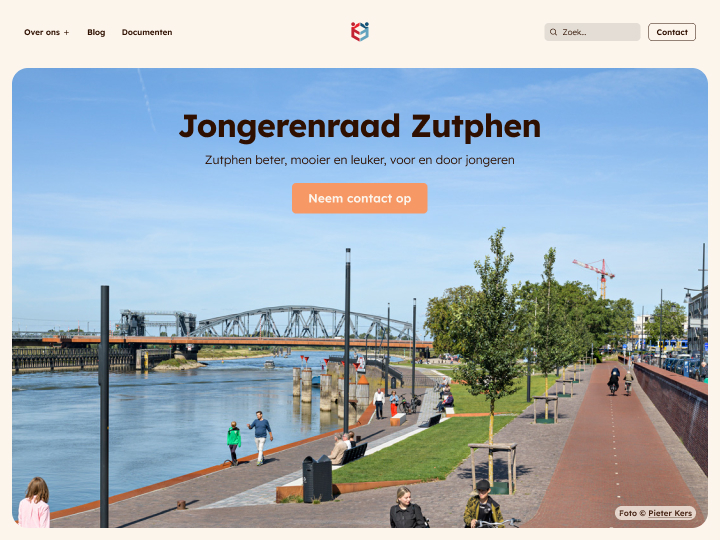 Over ons +
Blog
Documenten
Zoek...
Contact
Jongerenraad Zutphen
Zutphen beter, mooier en leuker, voor en door jongeren
Neem contact op
Foto © Pieter Kers